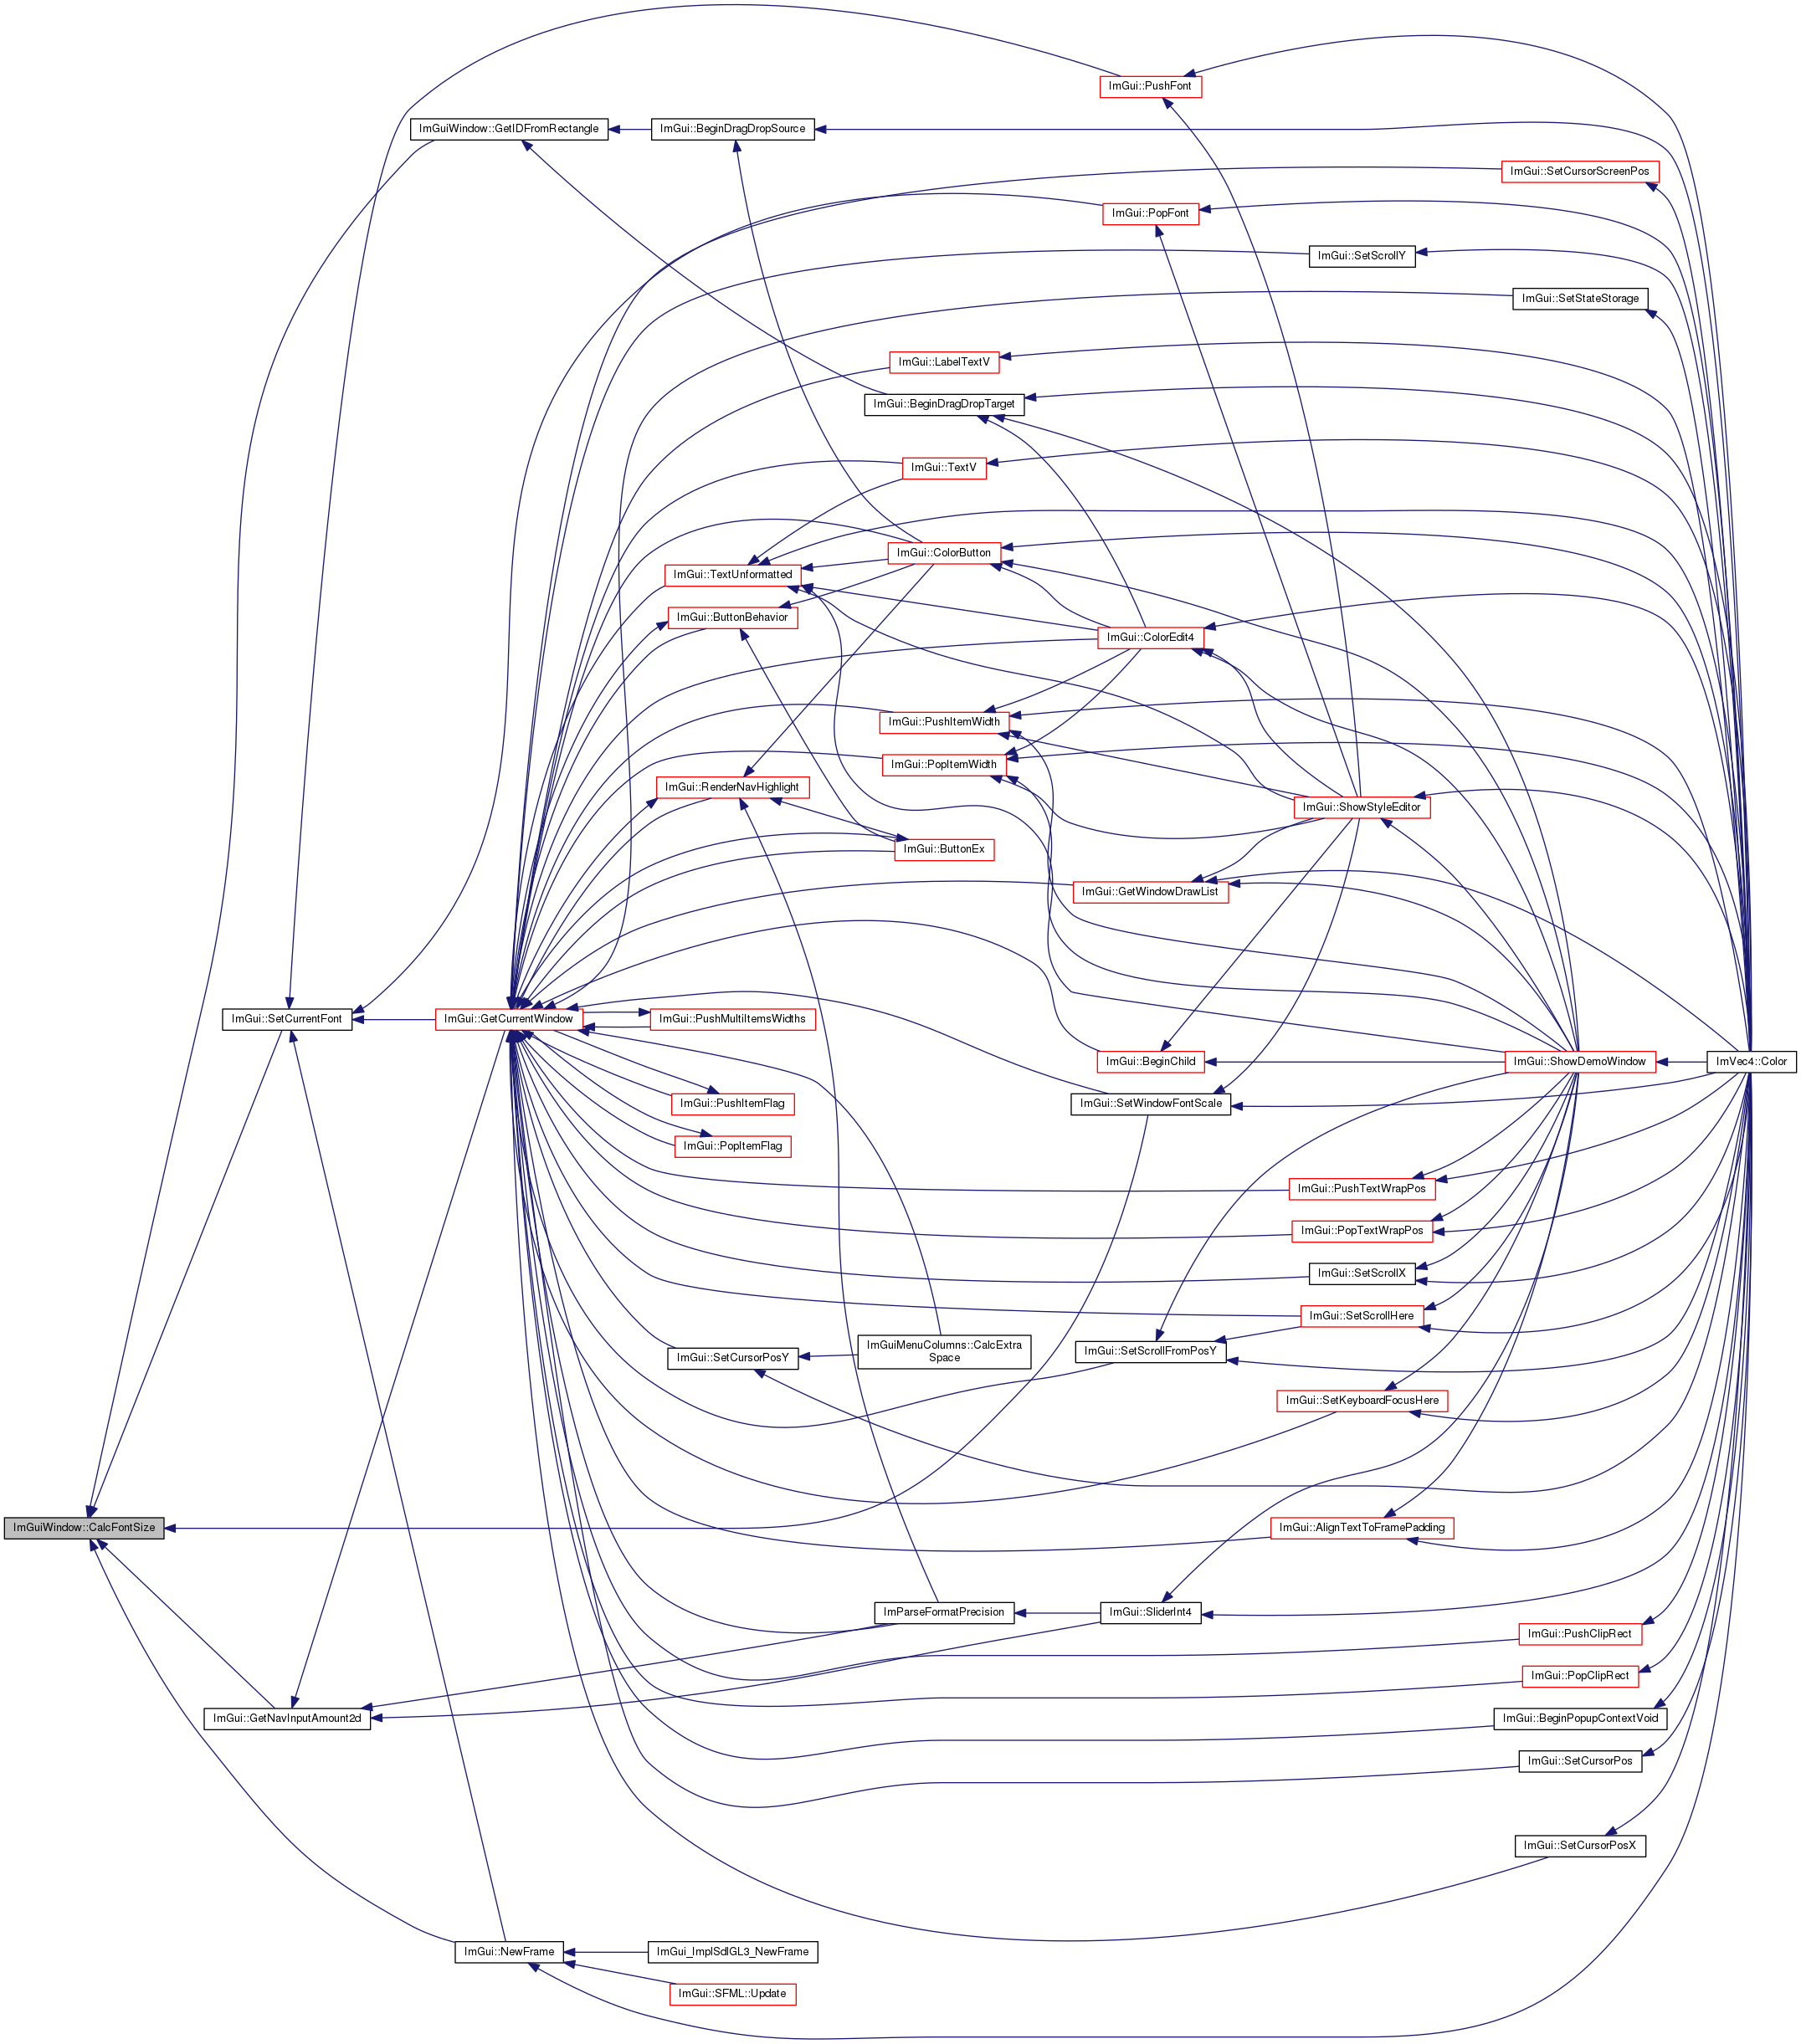 ImGui::PushFont
ImGuiWindow::GetIDFromRectangle
ImGui::BeginDragDropSource
ImGui::SetCursorScreenPos
ImGui::PopFont
ImGui::SetScrollY
ImGui::SetStateStorage
ImGui::LabelTextV
ImGui::BeginDragDropTarget
ImGui::TextV
ImGui::ColorButton
ImGui::TextUnformatted
ImGui::ButtonBehavior
ImGui::ColorEdit4
ImGui::PushItemWidth
ImGui::PopItemWidth
ImGui::RenderNavHighlight
ImGui::ShowStyleEditor
ImGui::ButtonEx
ImGui::GetWindowDrawList
ImGui::SetCurrentFont
ImGui::GetCurrentWindow
ImGui::PushMultiItemsWidths
ImGui::BeginChild
ImGui::ShowDemoWindow
ImVec4::Color
ImGui::PushItemFlag
ImGui::SetWindowFontScale
ImGui::PopItemFlag
ImGui::PushTextWrapPos
ImGui::PopTextWrapPos
ImGui::SetScrollX
ImGui::SetScrollHere
ImGuiMenuColumns::CalcExtra
Space
ImGui::SetCursorPosY
ImGui::SetScrollFromPosY
ImGui::SetKeyboardFocusHere
ImGuiWindow::CalcFontSize
ImGui::AlignTextToFramePadding
ImParseFormatPrecision
ImGui::SliderInt4
ImGui::PushClipRect
ImGui::PopClipRect
ImGui::GetNavInputAmount2d
ImGui::BeginPopupContextVoid
ImGui::SetCursorPos
ImGui::SetCursorPosX
ImGui::NewFrame
ImGui_ImplSdlGL3_NewFrame
ImGui::SFML::Update